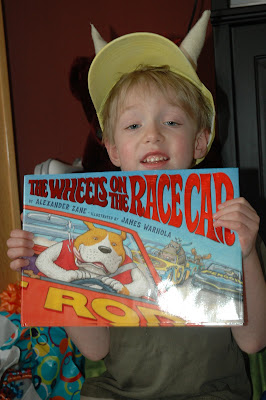 THE WHEELS ON THE RACE CAR
BY ALEXANDER ZANE ILLUSTRATED BY JAMES WARHOLA
T ROD